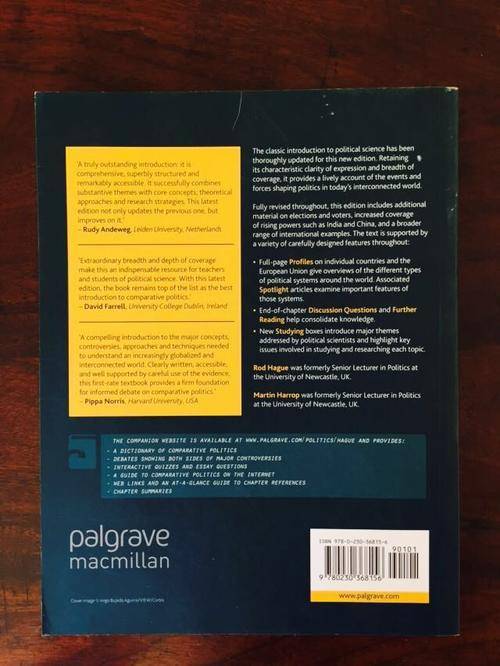 'A truly outstanding introduction: it is
comprehensive, superbly structured and
remarkably accessible. It successfully combines
substantive themes with core concepts, theoretical
approaches and research strategies. This latest
edition not only updates the previous one, but
improves on it.'
– Rudy Andeweg, Leiden University, Netherlands
'Extraordinary breadth and depth of coverage
make this an indispensable resource for teachers
and students of political science. With this latest
edition, the book remains top of the list as the best
introduction to comparative politics.'
– David Farrell, University College Dublin, Ireland
'A compelling introduction to the major concepts,
controversies, approaches and techniques needed
to understand an increasingly globalized and
interconnected world. Clearly written, accessible,
and well supported by careful use of the evidence,
this first-rate textbook provides a firm foundation
for informed debate on comparative politics.'
– Pippa Norris, Harvard University, USA
The classic introduction to political science has been
thoroughly updated for this new edition. Retaining
its characteristic clarity of expression and breadth of
coverage, it provides a lively account of the events and
forces shaping politics in today's interconnected world.
Fully revised throughout, this edition includes additional
material on elections and voters, increased coverage
of rising powers such as India and China, and a broader
range of international examples. The text is supported by
a variety of carefully designed features throughout:
• Full-page Profiles on individual countries and the
European Union give overviews of the different types
of political systems around the world. Associated
Spotlight articles examine important features of
those systems.
• End-of-chapter Discussion Questions and Further
Reading help consolidate knowledge.
• New Studying boxes introduce major themes
addressed by political scientists and highlight key
issues involved in studying and researching each topic.
Rod Hague was formerly Senior Lecturer in Politics at
the University of Newcastle, UK.
Martin Harrop was formerly Senior Lecturer in Politics
at the University of Newcastle, UK.
THE COMPANION WEBSITE IS AVAILABLE AT WWW.PALGRAVE.COM/POLITICS/HAGUE AND PROVIDES:
- A DICTIONARY OF COMPARATIVE POLITICS
- DEBATES SHOWING BOTH SIDES OF MAJOR CONTROVERSIES
- INTERACTIVE QUIZZES AND ESSAY QUESTIONS
- A GUIDE TO COMPARATIVE POLITICS ON THE INTERNET
- WEB LINKS AND AN AT-A-GLANCE GUIDE TO CHAPTER REFERENCES
- CHAPTER SUMMARIES
palgrave
macmillan
Cover image ©
ISBN 978-0-230-36815-6
90101
9 780230 368156
www.palgrave.com